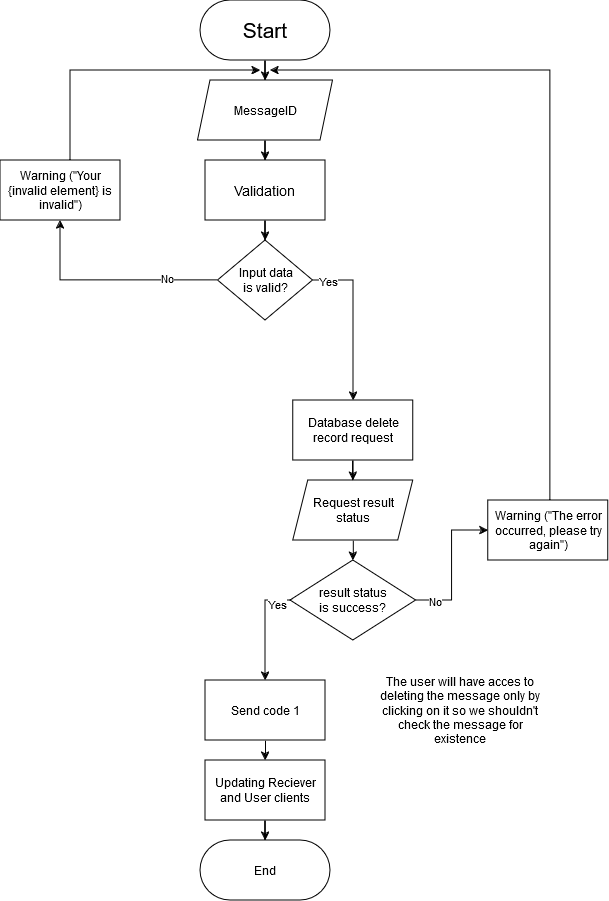 Start
MessageID
Warning ("Your
{invalid element} is
invalid")
Validation
Input data
is valid?
No
Yes
Database delete
record request
Request result
status
Warning ("The error
occurred, please try
again")
result status
is success?
Yes
No
Send code 1
The user will have acces to
deleting the message only by
clicking on it so we shouldn't
check the message for
existence
Updating Reciever
and User clients
End